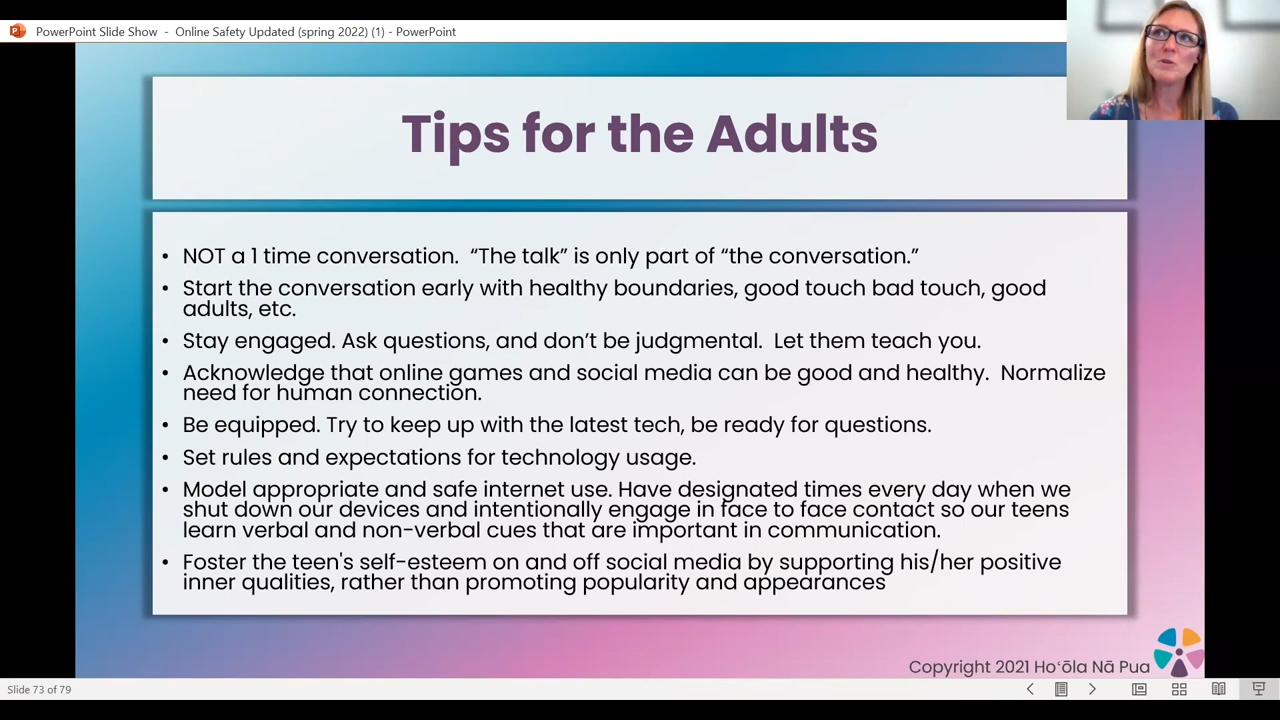 PowerPoint Slide Show - Online Safety Updated (spring 2022) (1) - PowerPoint
Tips for the Adults
• NOT a 1 time conversation.  “The talk” is only part of “the conversation.”
• Start the conversation early with healthy boundaries, good touch bad touch, good
adults, etc.
• Stay engaged. Ask questions, and don’t be judgmental.  Let them teach you.
• Acknowledge that online games and social media can be good and healthy.  Normalize
need for human connection.
• Be equipped. Try to keep up with the latest tech, be ready for questions.
• Set rules and expectations for technology usage.
• Model appropriate and safe internet use. Have designated times every day when we
shut down our devices and intentionally engage in face to face contact so our teens
learn verbal and non-verbal cues that are important in communication.
• Foster the teen's self-esteem on and off social media by supporting his/her positive
inner qualities, rather than promoting popularity and appearances
Copyright 2021 Hoʻōla Nā Pua
Slide 73 of 79